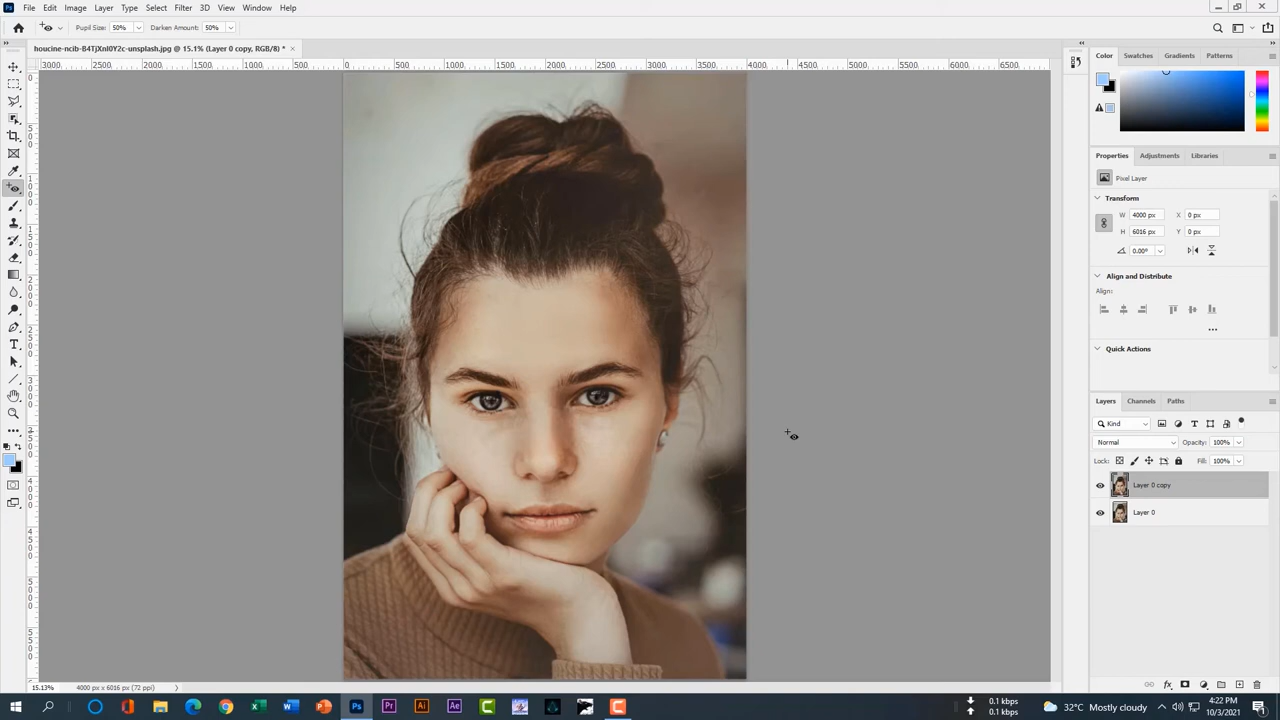 File Edit Image Layer Type Select Filter 3D View Window Help
Pupil Size: 50% Darken Amount: 50%
houcine-ncib-B4TjXnI0Y2c-unsplash.jpg @ 15.1% (Layer 0 copy, RGB/8) *
3000 2500 2000 1500 1000 500 0 500 1000 1500 2000 2500 3000 3500 4000 4500 5000 5500 6000 6500
Color Swatches Gradients Patterns
Properties Adjustments Libraries
Pixel Layer
Transform
W 4000 px X 0 px
H 6016 px Y 0 px
0.00°
Align and Distribute
Align:
Quick Actions
Layers Channels Paths
Kind
Normal Opacity: 100%
Lock: Fill: 100%
Layer 0 copy
Layer 0
15.13% 4000 px x 6016 px (72 ppi)
0.1 kbps
0.1 kbps
32°C Mostly cloudy
4:22 PM
10/3/2021